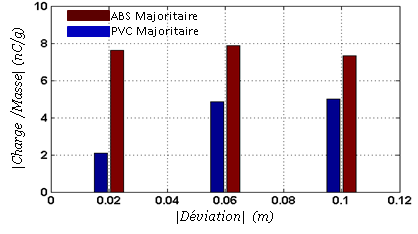 10
ABS Majoritaire
PVC Majoritaire
8
6
4
2
0
|Charge /Masse| (nC/g)
0 0.02 0.04 0.06 0.08 0.1 0.12
|Déviation| (m)